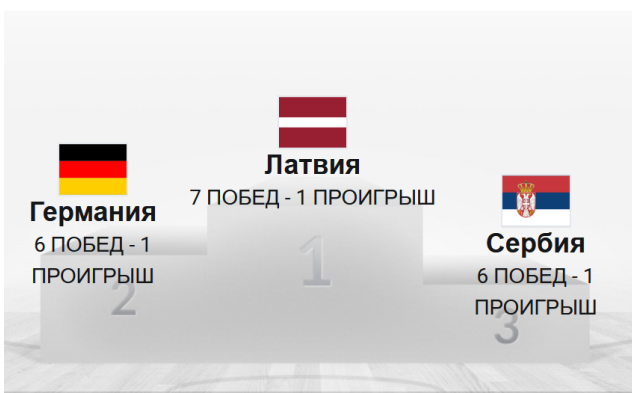 Латвия
7 ПОБЕД - 1 ПРОИГРЫШ
1
Германия
6 ПОБЕД - 1
ПРОИГРЫШ
2
Сербия
6 ПОБЕД - 1
ПРОИГРЫШ
3